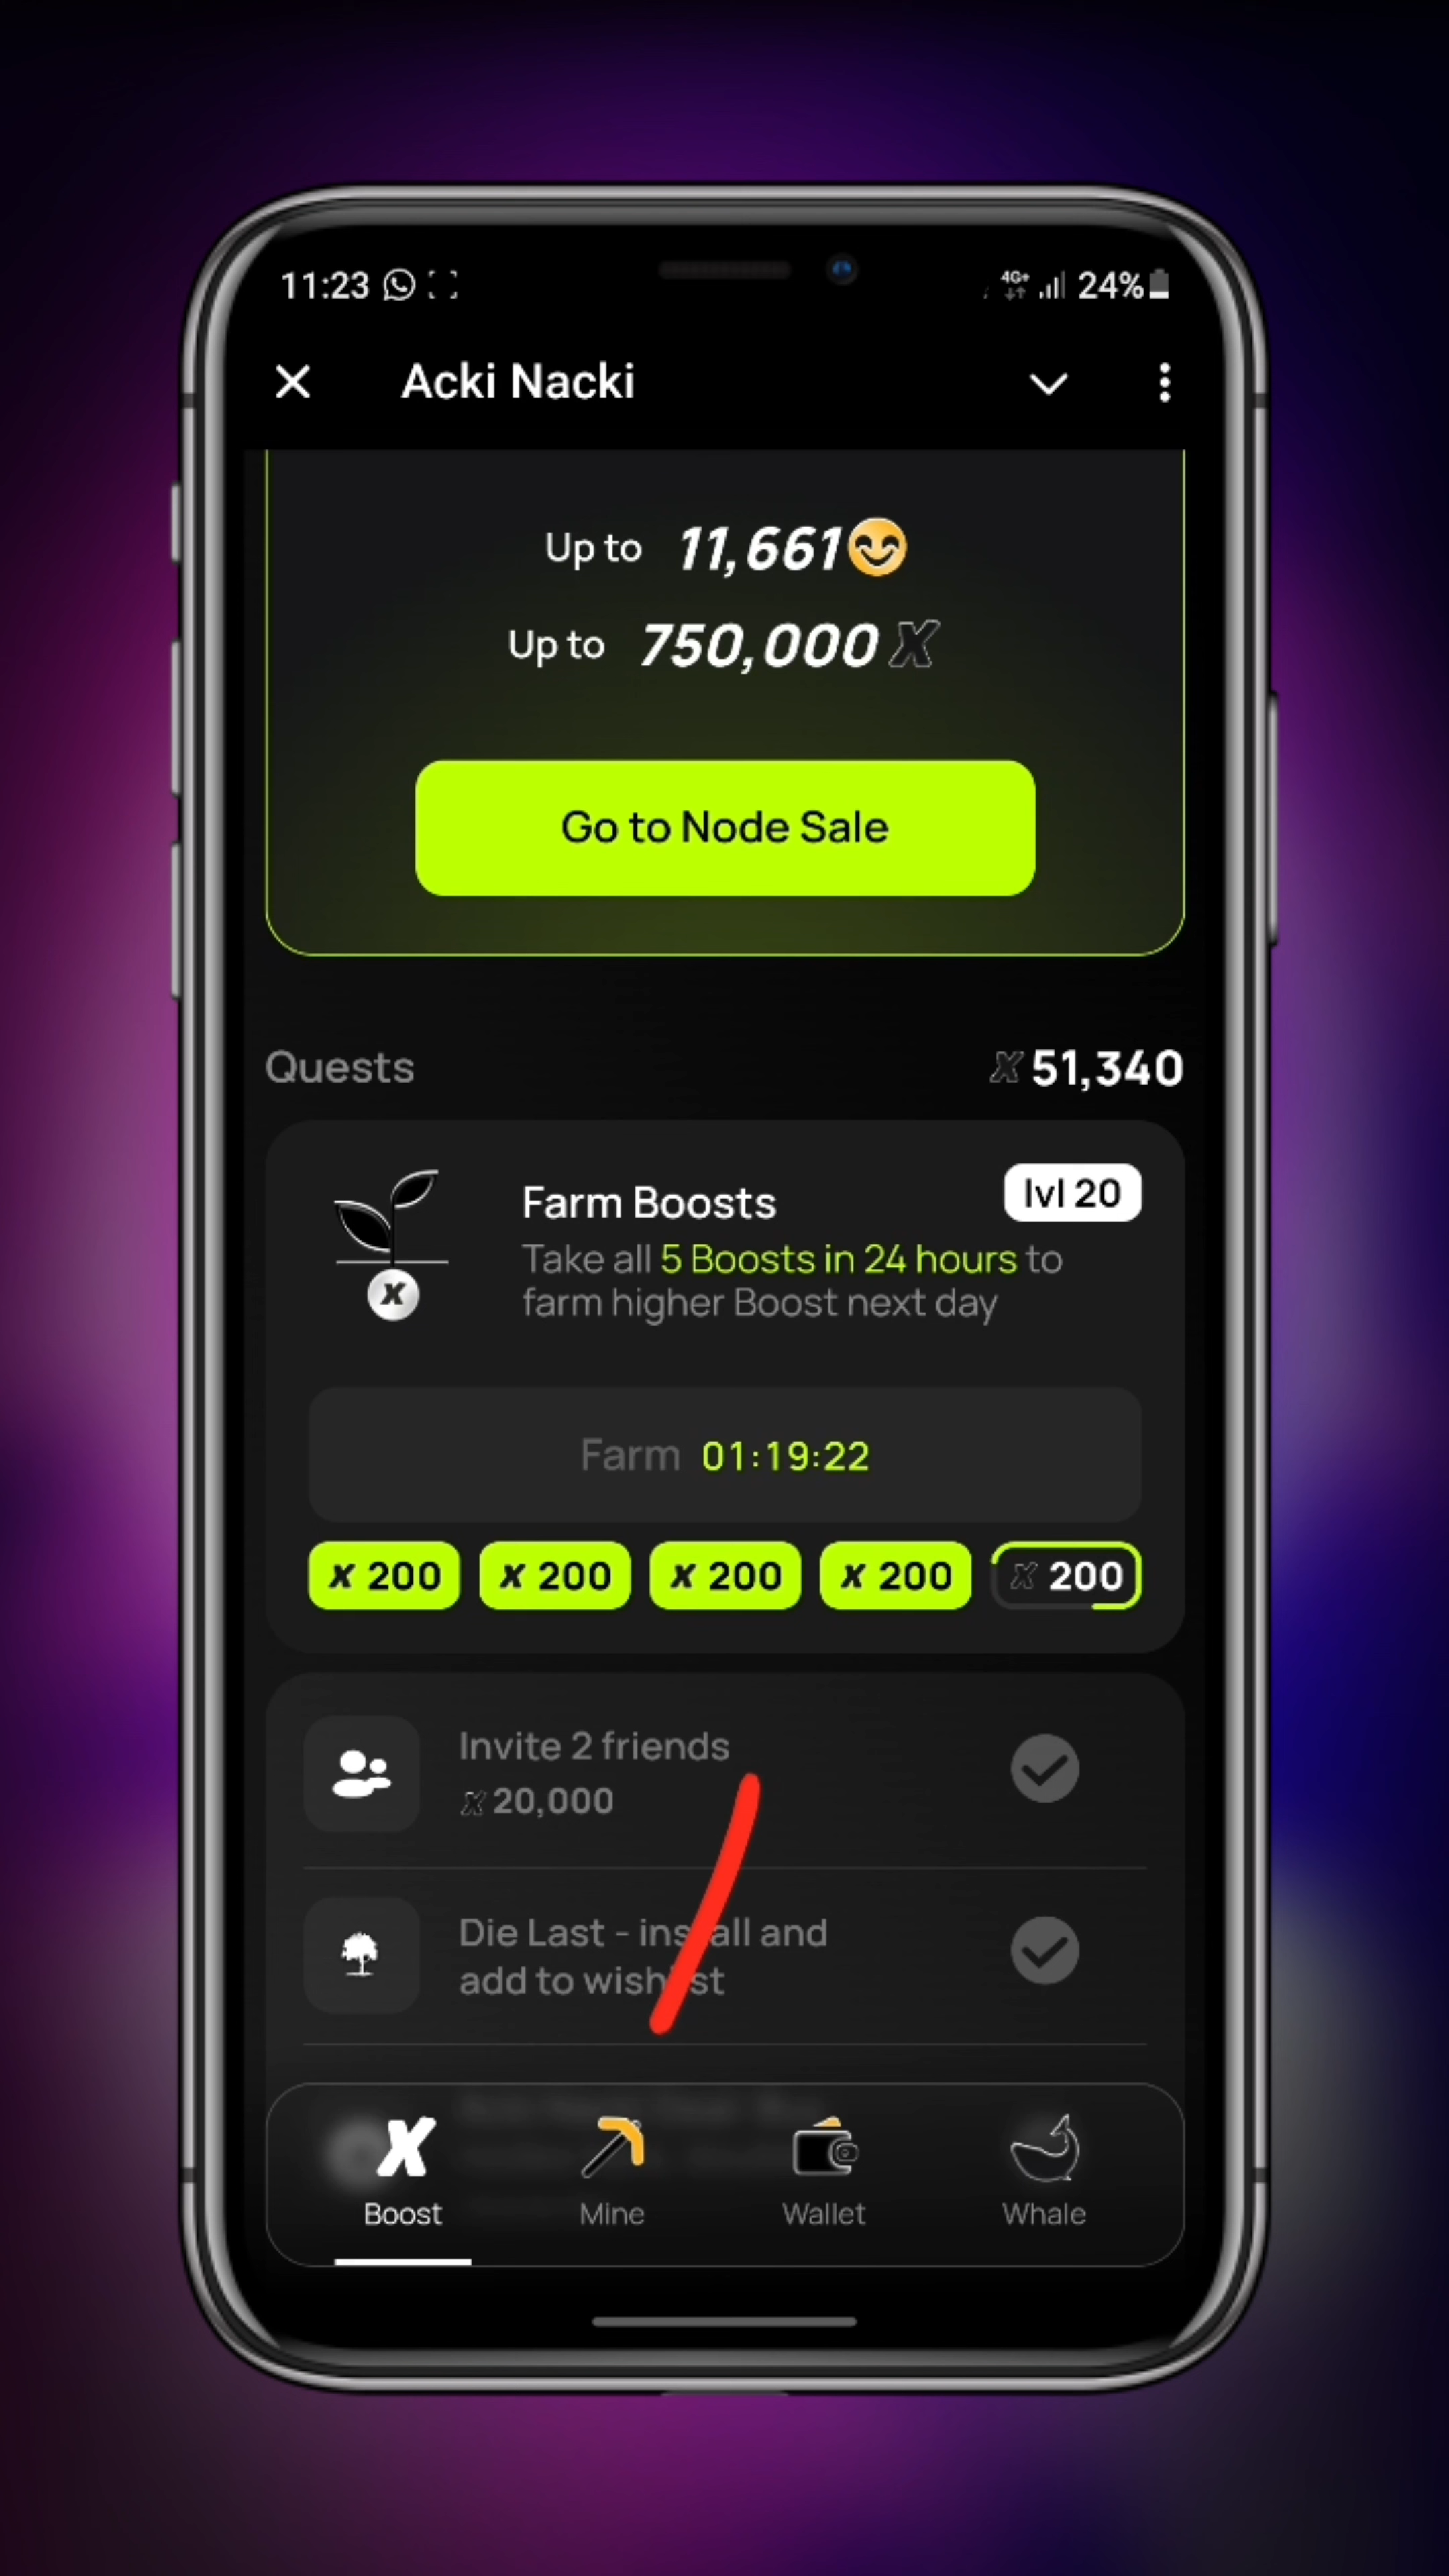 11:23
4G+ 24%
Acki Nacki
Up to 11,661
Up to 750,000 X
Go to Node Sale
Quests X 51,340
Farm Boosts lvl 20
Take all 5 Boosts in 24 hours to
farm higher Boost next day
X
Farm 01:19:22
X 200 X 200 X 200 X 200 X 200
Invite 2 friends
X 20,000
Die Last - install and
add to wishlist
X
Boost Mine Wallet Whale